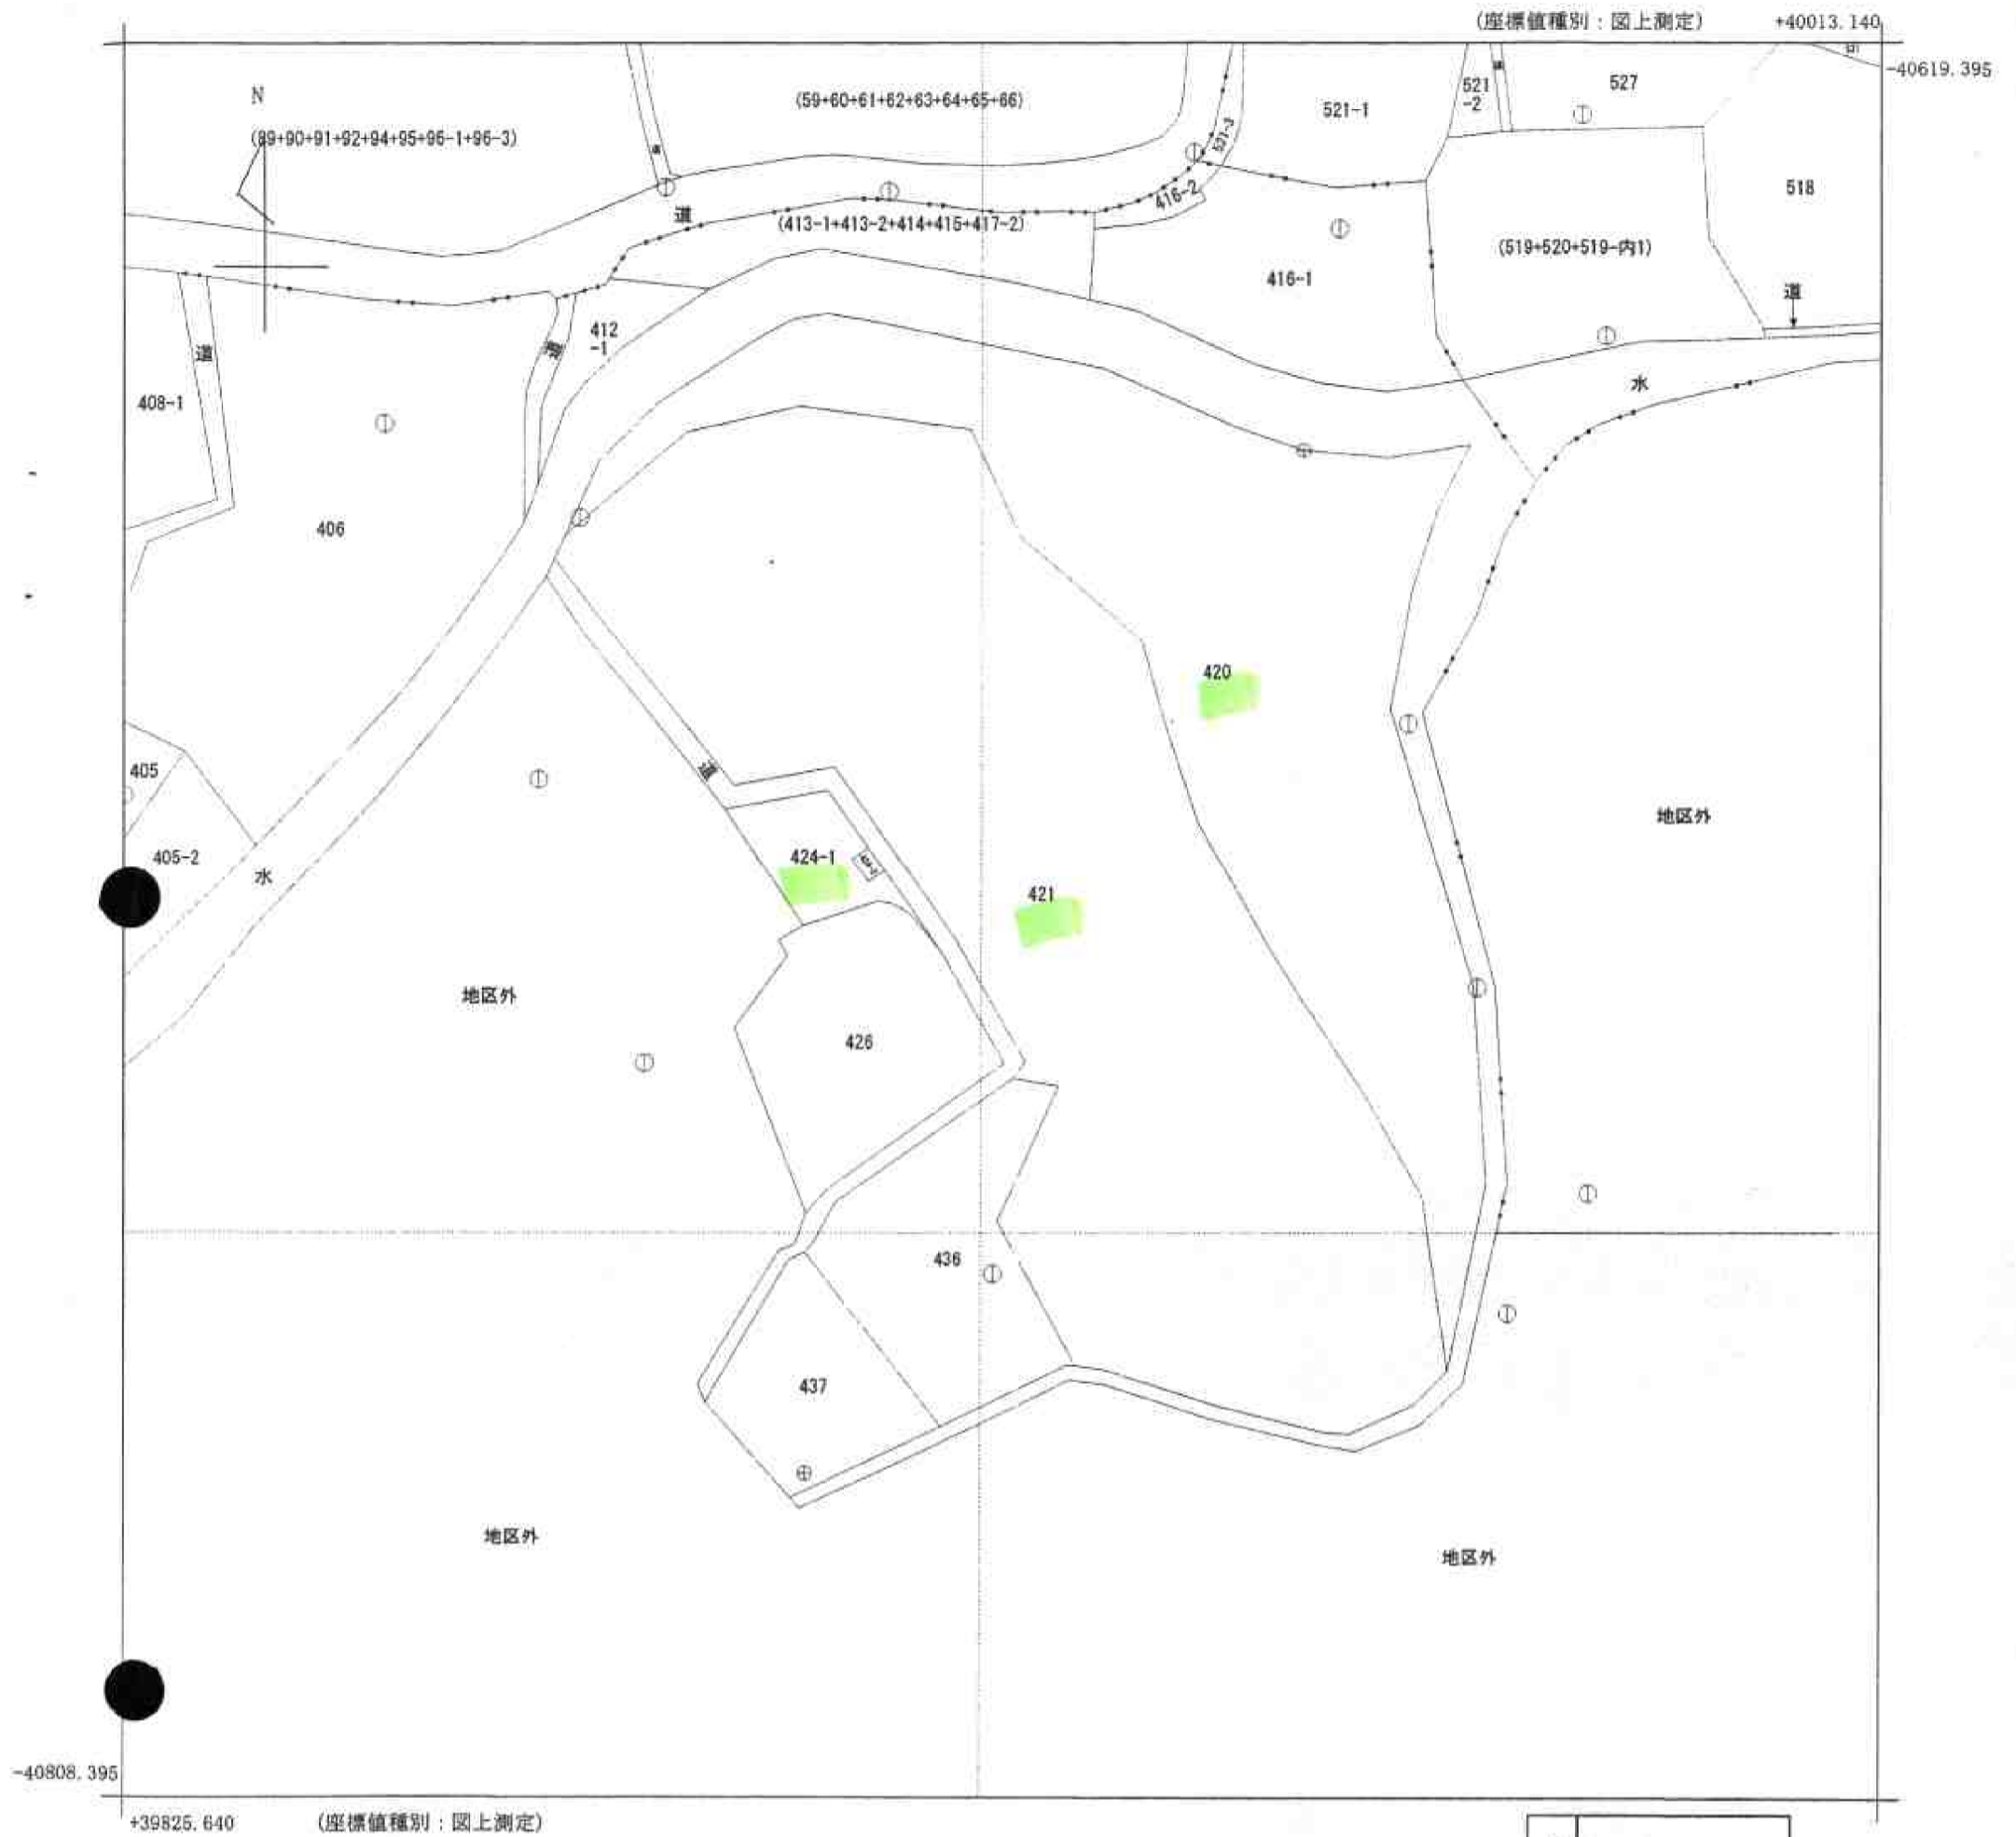 (座標値種別：図上測定)
+40013.140
-40619.395
N
(89+90+91+92+94+95+96-1+96-3)
(59+60+61+62+63+64+65+66)
521-3
521-1
521
-2
527
518
道
416-2
(413-1+413-2+414+415+417-2)
416-1
(519+520+519-内1)
道
水
道
408-1
道
412
-1
406
420
道
405
405-2
水
424-1
421
地区外
地区外
426
436
437
地区外
地区外
-40808.395
+39825.640
(座標値種別：図上測定)